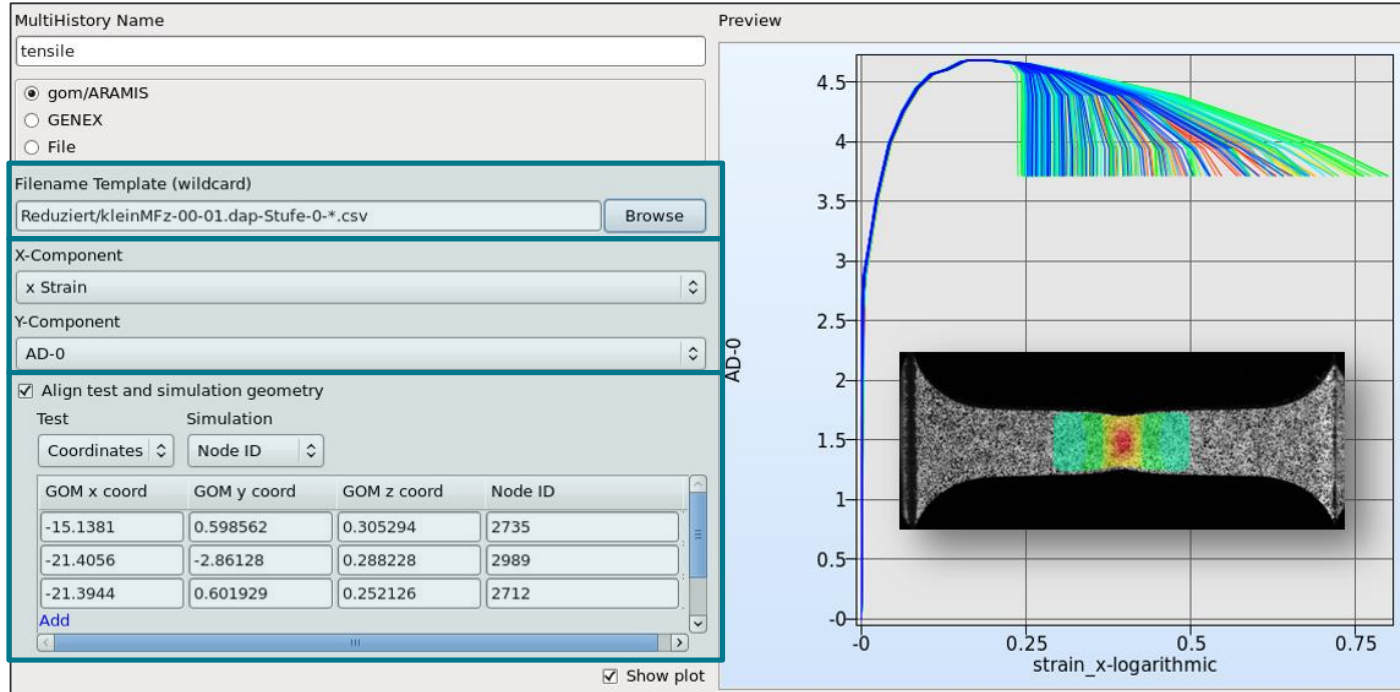 MultiHistory Name
tensile
gom/ARAMIS
GENEX
File
Filename Template (wildcard)
Reduziert/kleinMFz-00-01.dap-Stufe-0-*.csv Browse
X-Component
x Strain
Y-Component
AD-0
Align test and simulation geometry
Test Simulation
Coordinates Node ID
GOM x coord GOM y coord GOM z coord Node ID
-15.1381 0.598562 0.305294 2735
-21.4056 -2.86128 0.288228 2989
-21.3944 0.601929 0.252126 2712
Add
Show plot
Preview
4.5
4
3.5
3
2.5
2
1.5
1
0.5
-0
AD-0
-0 0.25 0.5 0.75
strain_x-logarithmic